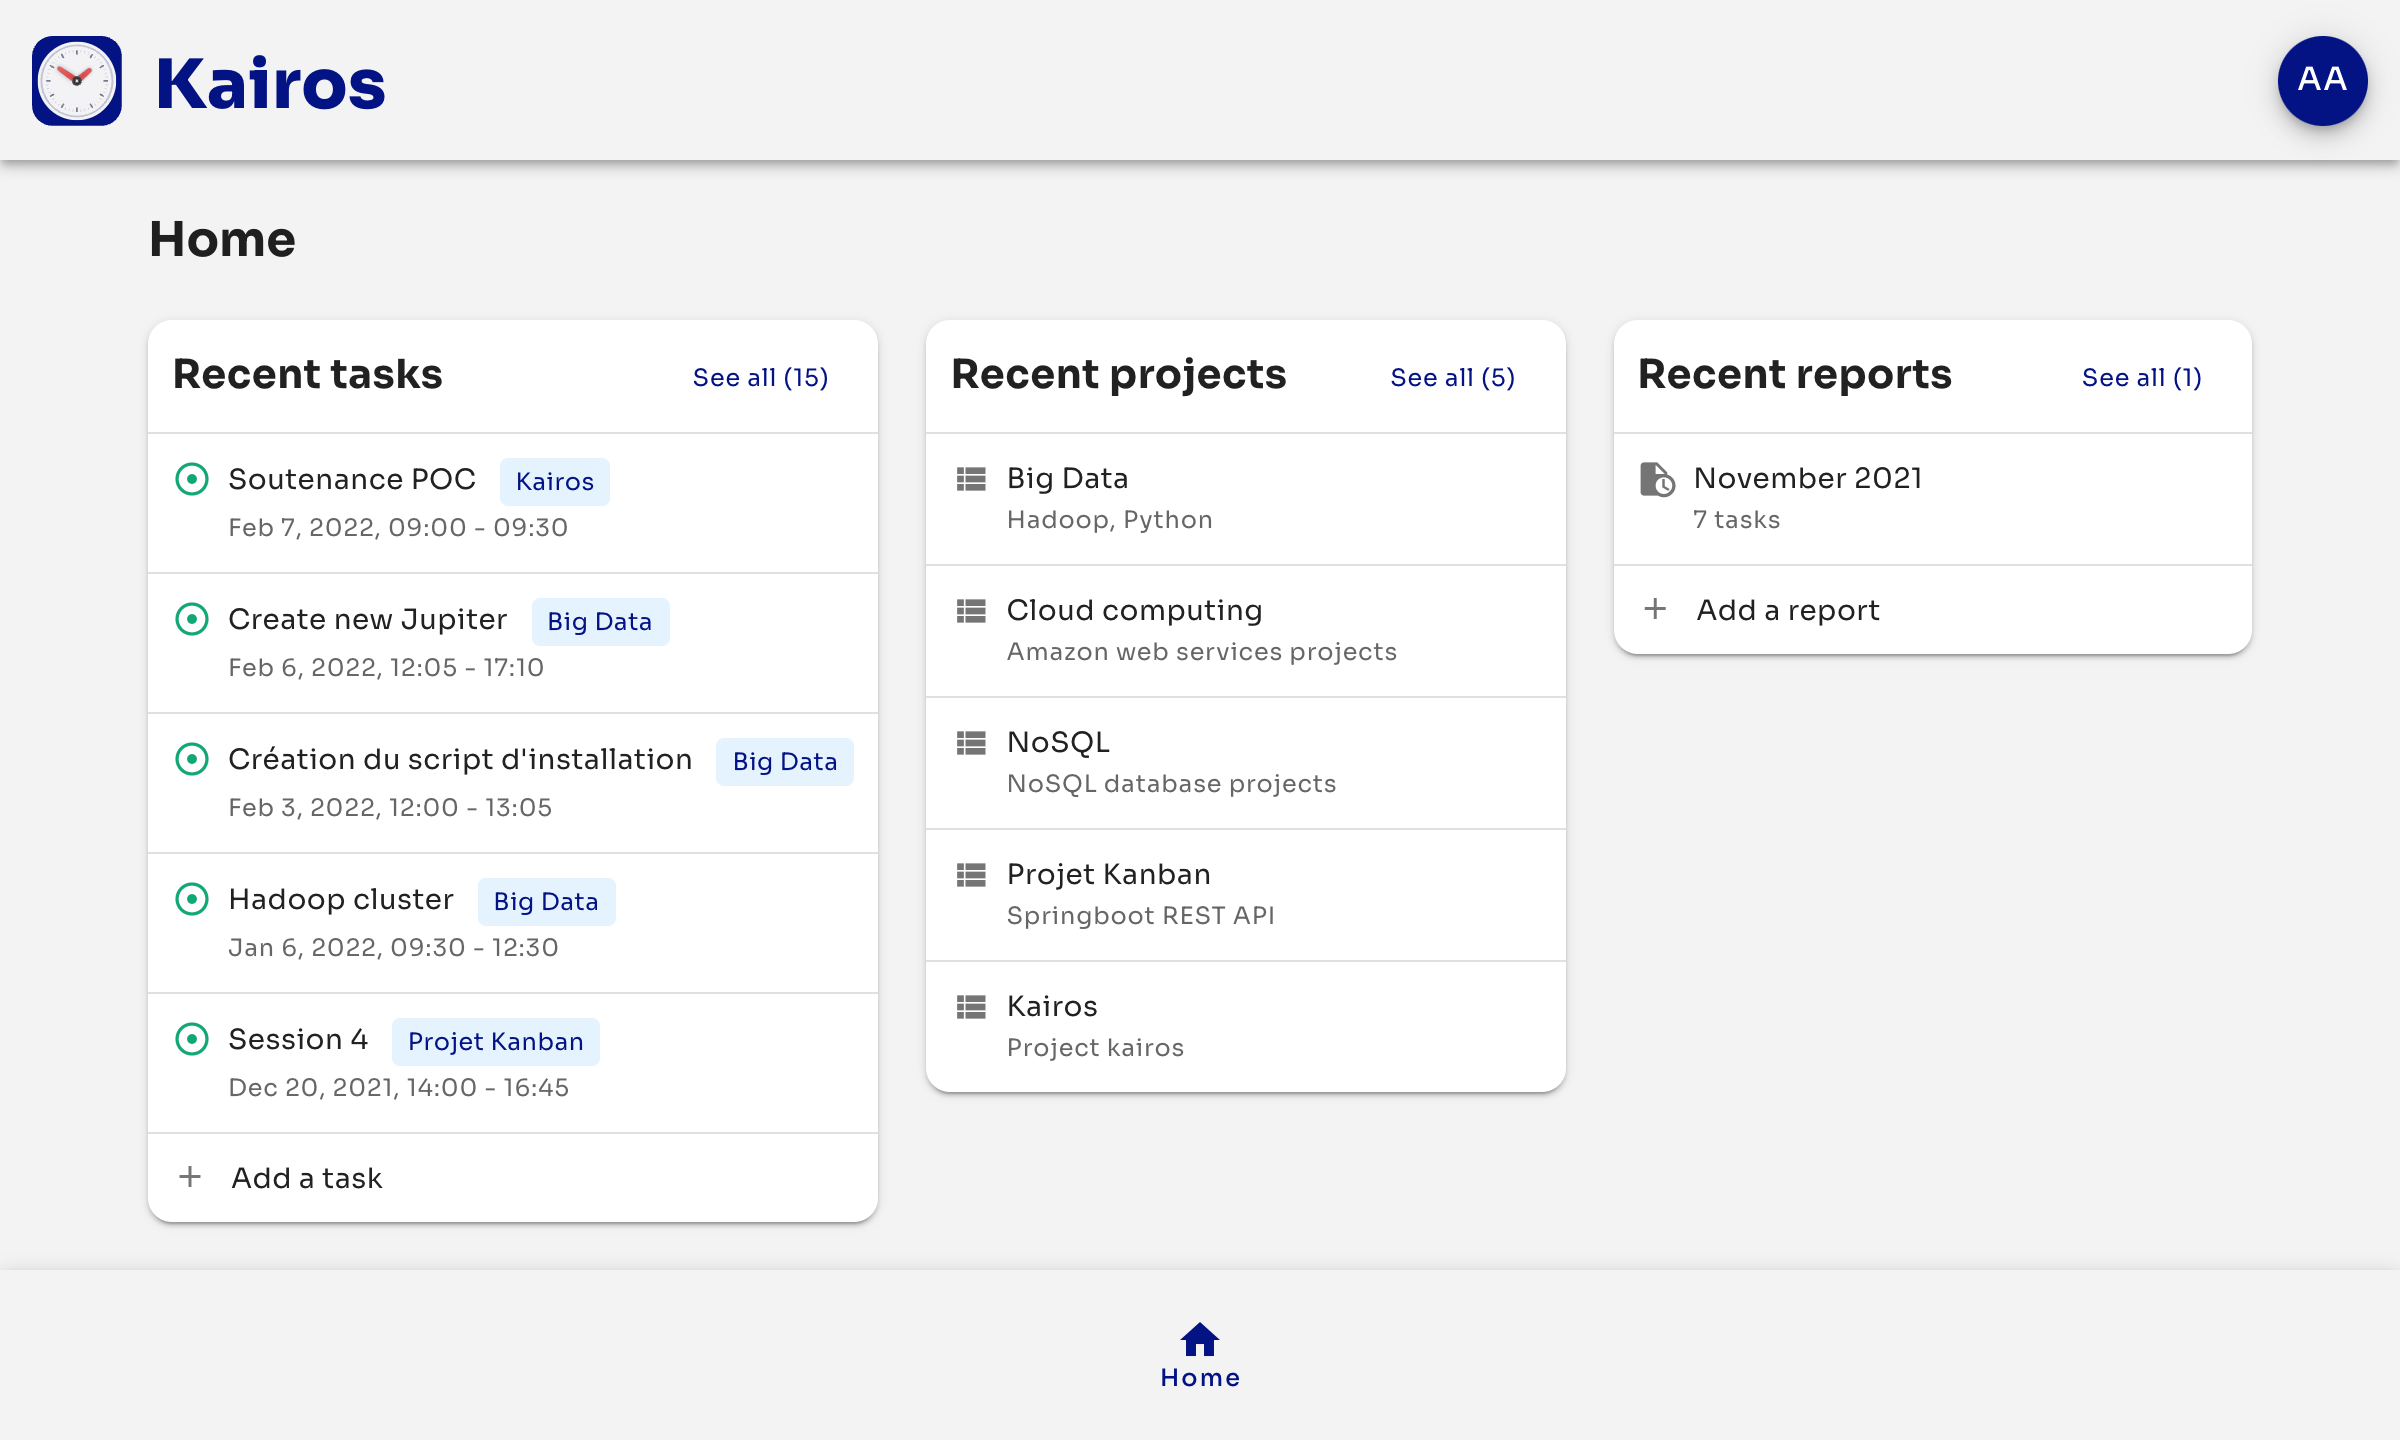 Kairos
AA
Home
Recent tasks
See all (15)
Soutenance POC
Kairos
Feb 7, 2022, 09:00 - 09:30
Create new Jupiter
Big Data
Feb 6, 2022, 12:05 - 17:10
Création du script d'installation
Big Data
Feb 3, 2022, 12:00 - 13:05
Hadoop cluster
Big Data
Jan 6, 2022, 09:30 - 12:30
Session 4
Projet Kanban
Dec 20, 2021, 14:00 - 16:45
+ Add a task
Recent projects
See all (5)
Big Data
Hadoop, Python
Cloud computing
Amazon web services projects
NoSQL
NoSQL database projects
Projet Kanban
Springboot REST API
Kairos
Project kairos
Recent reports
See all (1)
November 2021
7 tasks
+ Add a report
Home